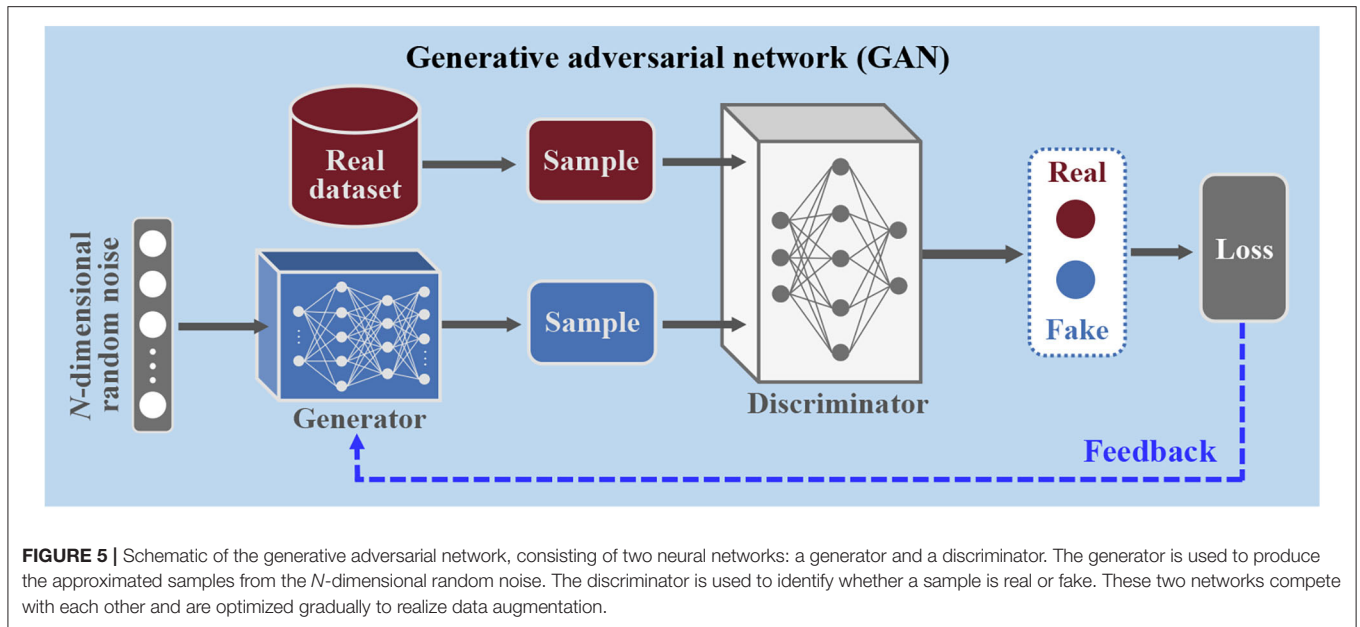 Generative adversarial network (GAN)
Real
dataset
Sample
N-dimensional
random noise
Generator
Sample
Discriminator
Real
Fake
Loss
Feedback
FIGURE 5 | Schematic of the generative adversarial network, consisting of two neural networks: a generator and a discriminator. The generator is used to produce
the approximated samples from the N-dimensional random noise. The discriminator is used to identify whether a sample is real or fake. These two networks compete
with each other and are optimized gradually to realize data augmentation.